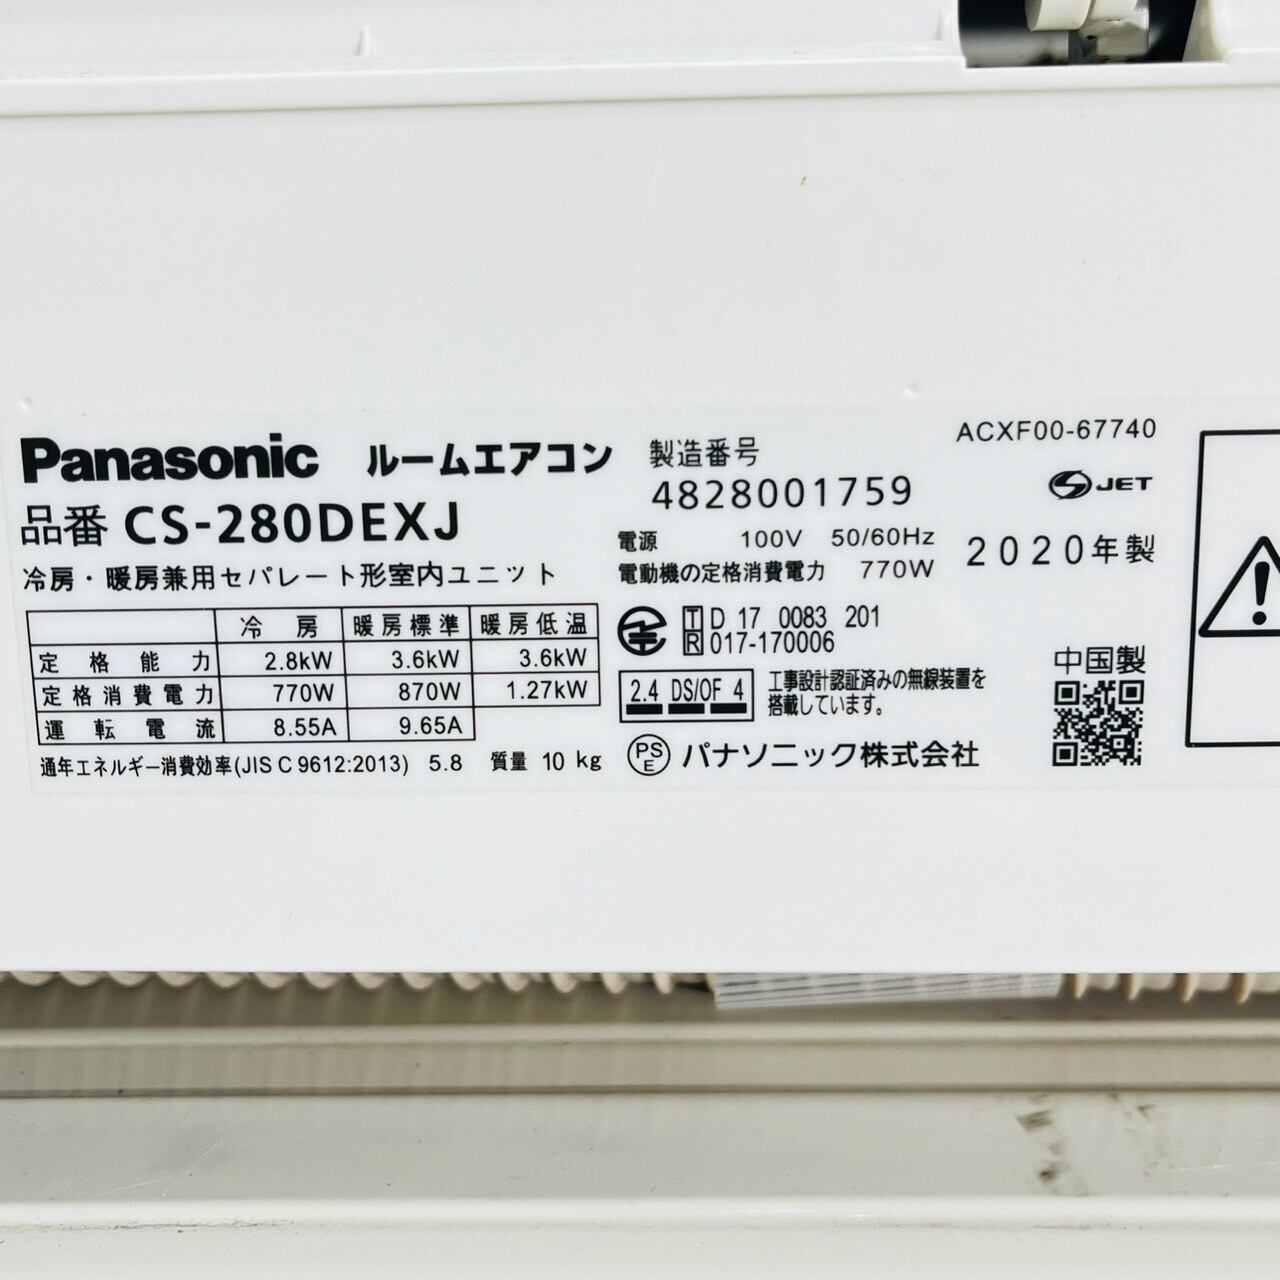 Panasonic ルームエアコン
品番 CS-280DEXJ
冷房・暖房兼用セパレート形室内ユニット
冷房 暖房標準 暖房低温
定格能力 2.8kW 3.6kW 3.6kW
定格消費電力 770W 870W 1.27kW
運転電流 8.55A 9.65A
通年エネルギー消費効率(JIS C 9612:2013) 5.8 質量 10 kg
製造番号
4828001759
電源 100V 50/60Hz
電動機の定格消費電力 770W
T D 17 0083 201
R 017-170006
2.4 DS/OF 4
工事設計認証済みの無線装置を
搭載しています。
PSE パナソニック株式会社
ACXF00-67740
JET
2020年製
中国製